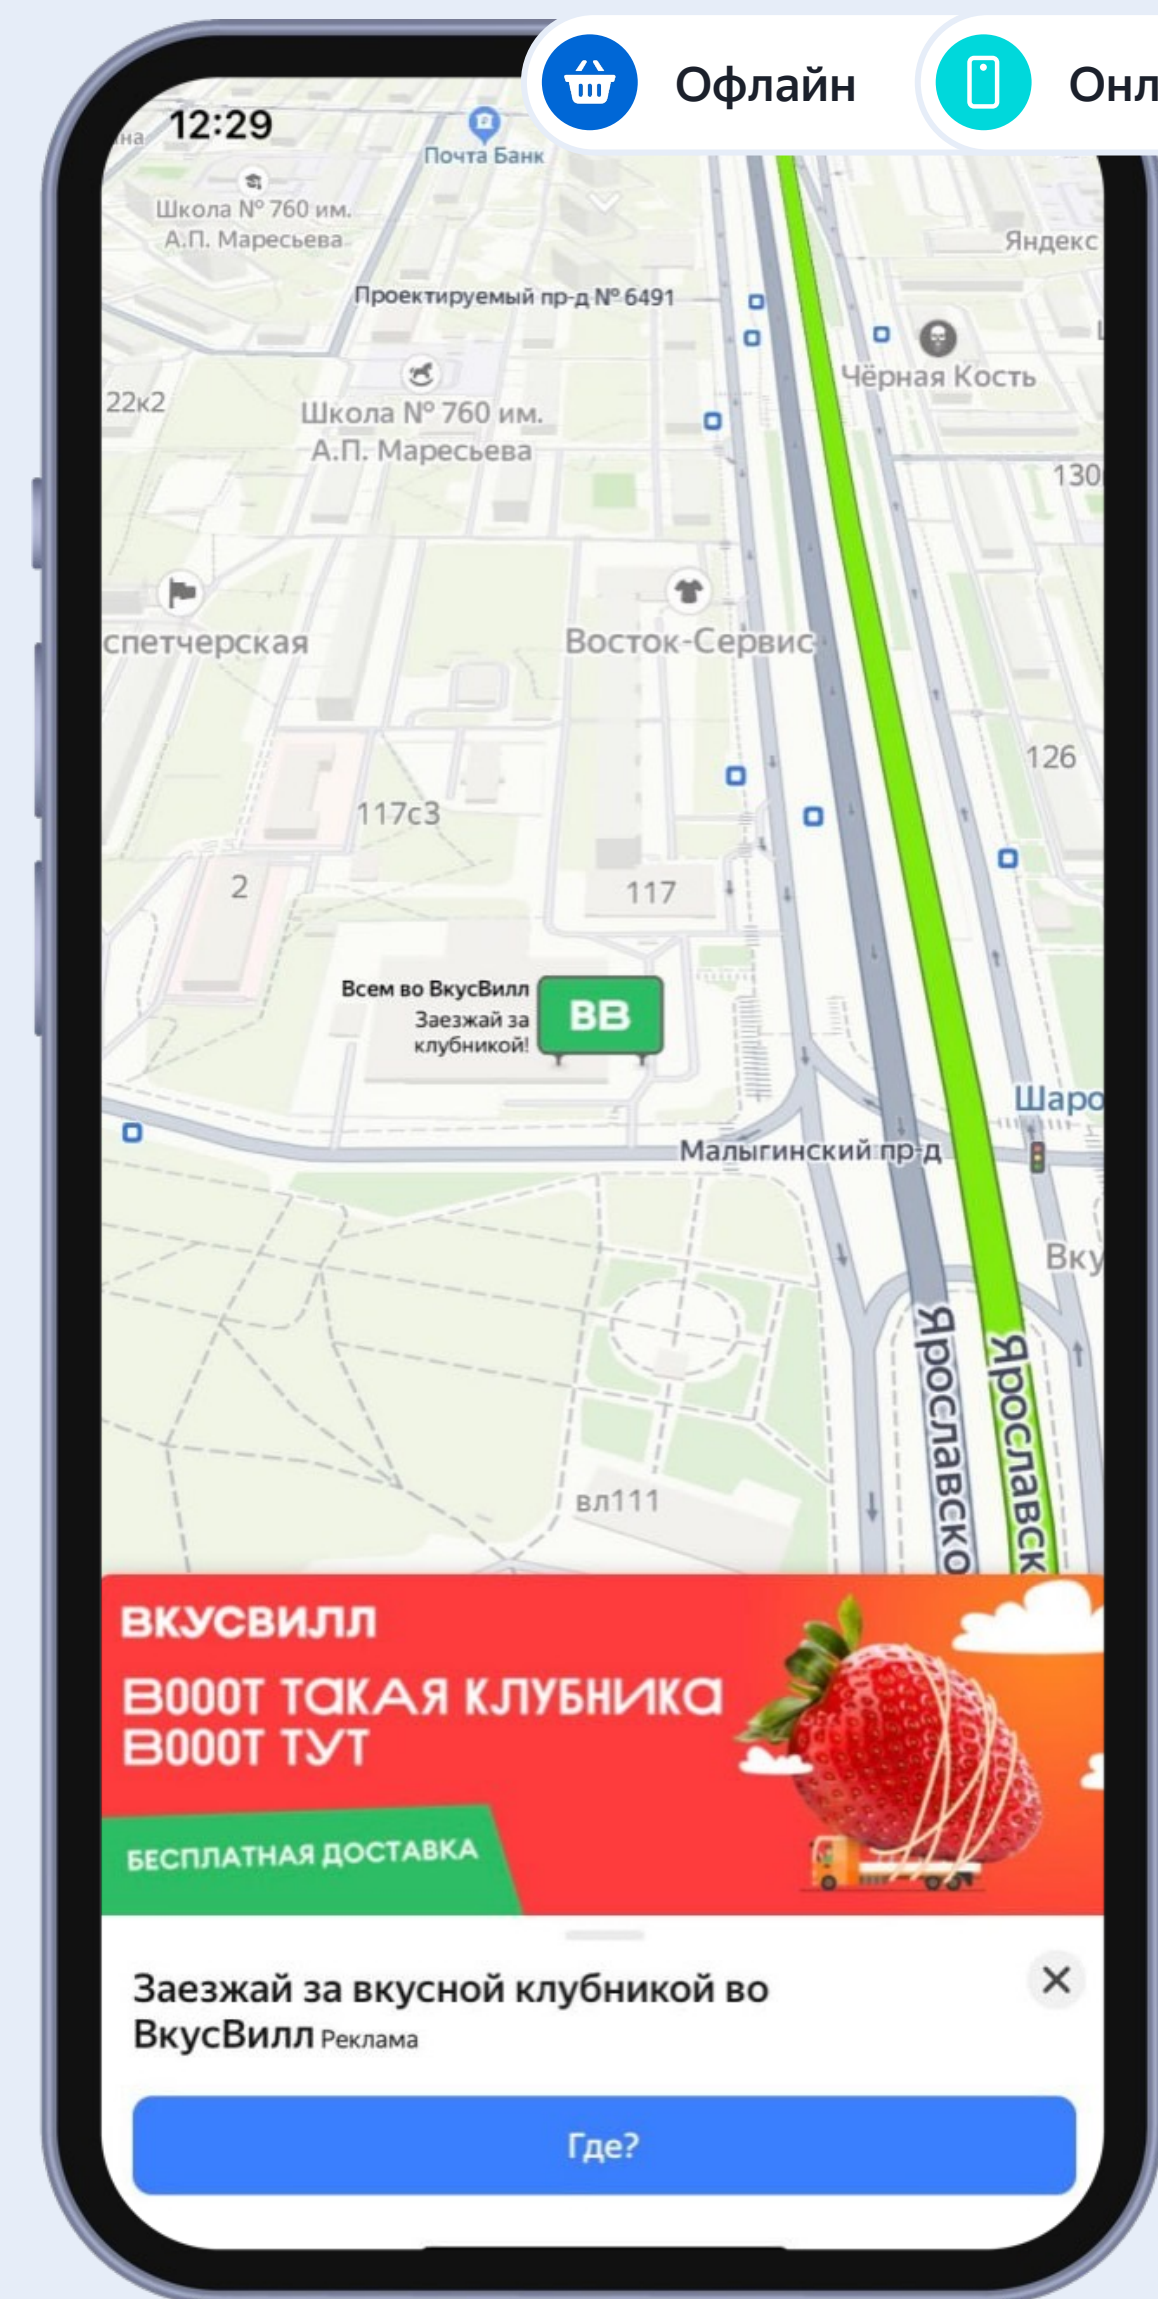 Офлайн
Онл
12:29
на
Почта Банк
Школа № 760 им.
А.П. Маресьева
Яндекс
Проектируемый пр-д № 6491
Чёрная Кость
22к2
Школа № 760 им.
А.П. Маресьева
130
спетчерская
Восток-Сервис
126
117с3
2
117
Всем во ВкусВилл
Заезжай за
клубникой!
ВВ
Шаро
Малыгинский пр-д
Вку
Ярославско
Ярославск
вл111
ВКУСВИЛЛ
ВОООТ ТАКАЯ КЛУБНИКА
ВОООТ ТУТ
БЕСПЛАТНАЯ ДОСТАВКА
Заезжай за вкусной клубникой во
ВкусВилл Реклама
Где?